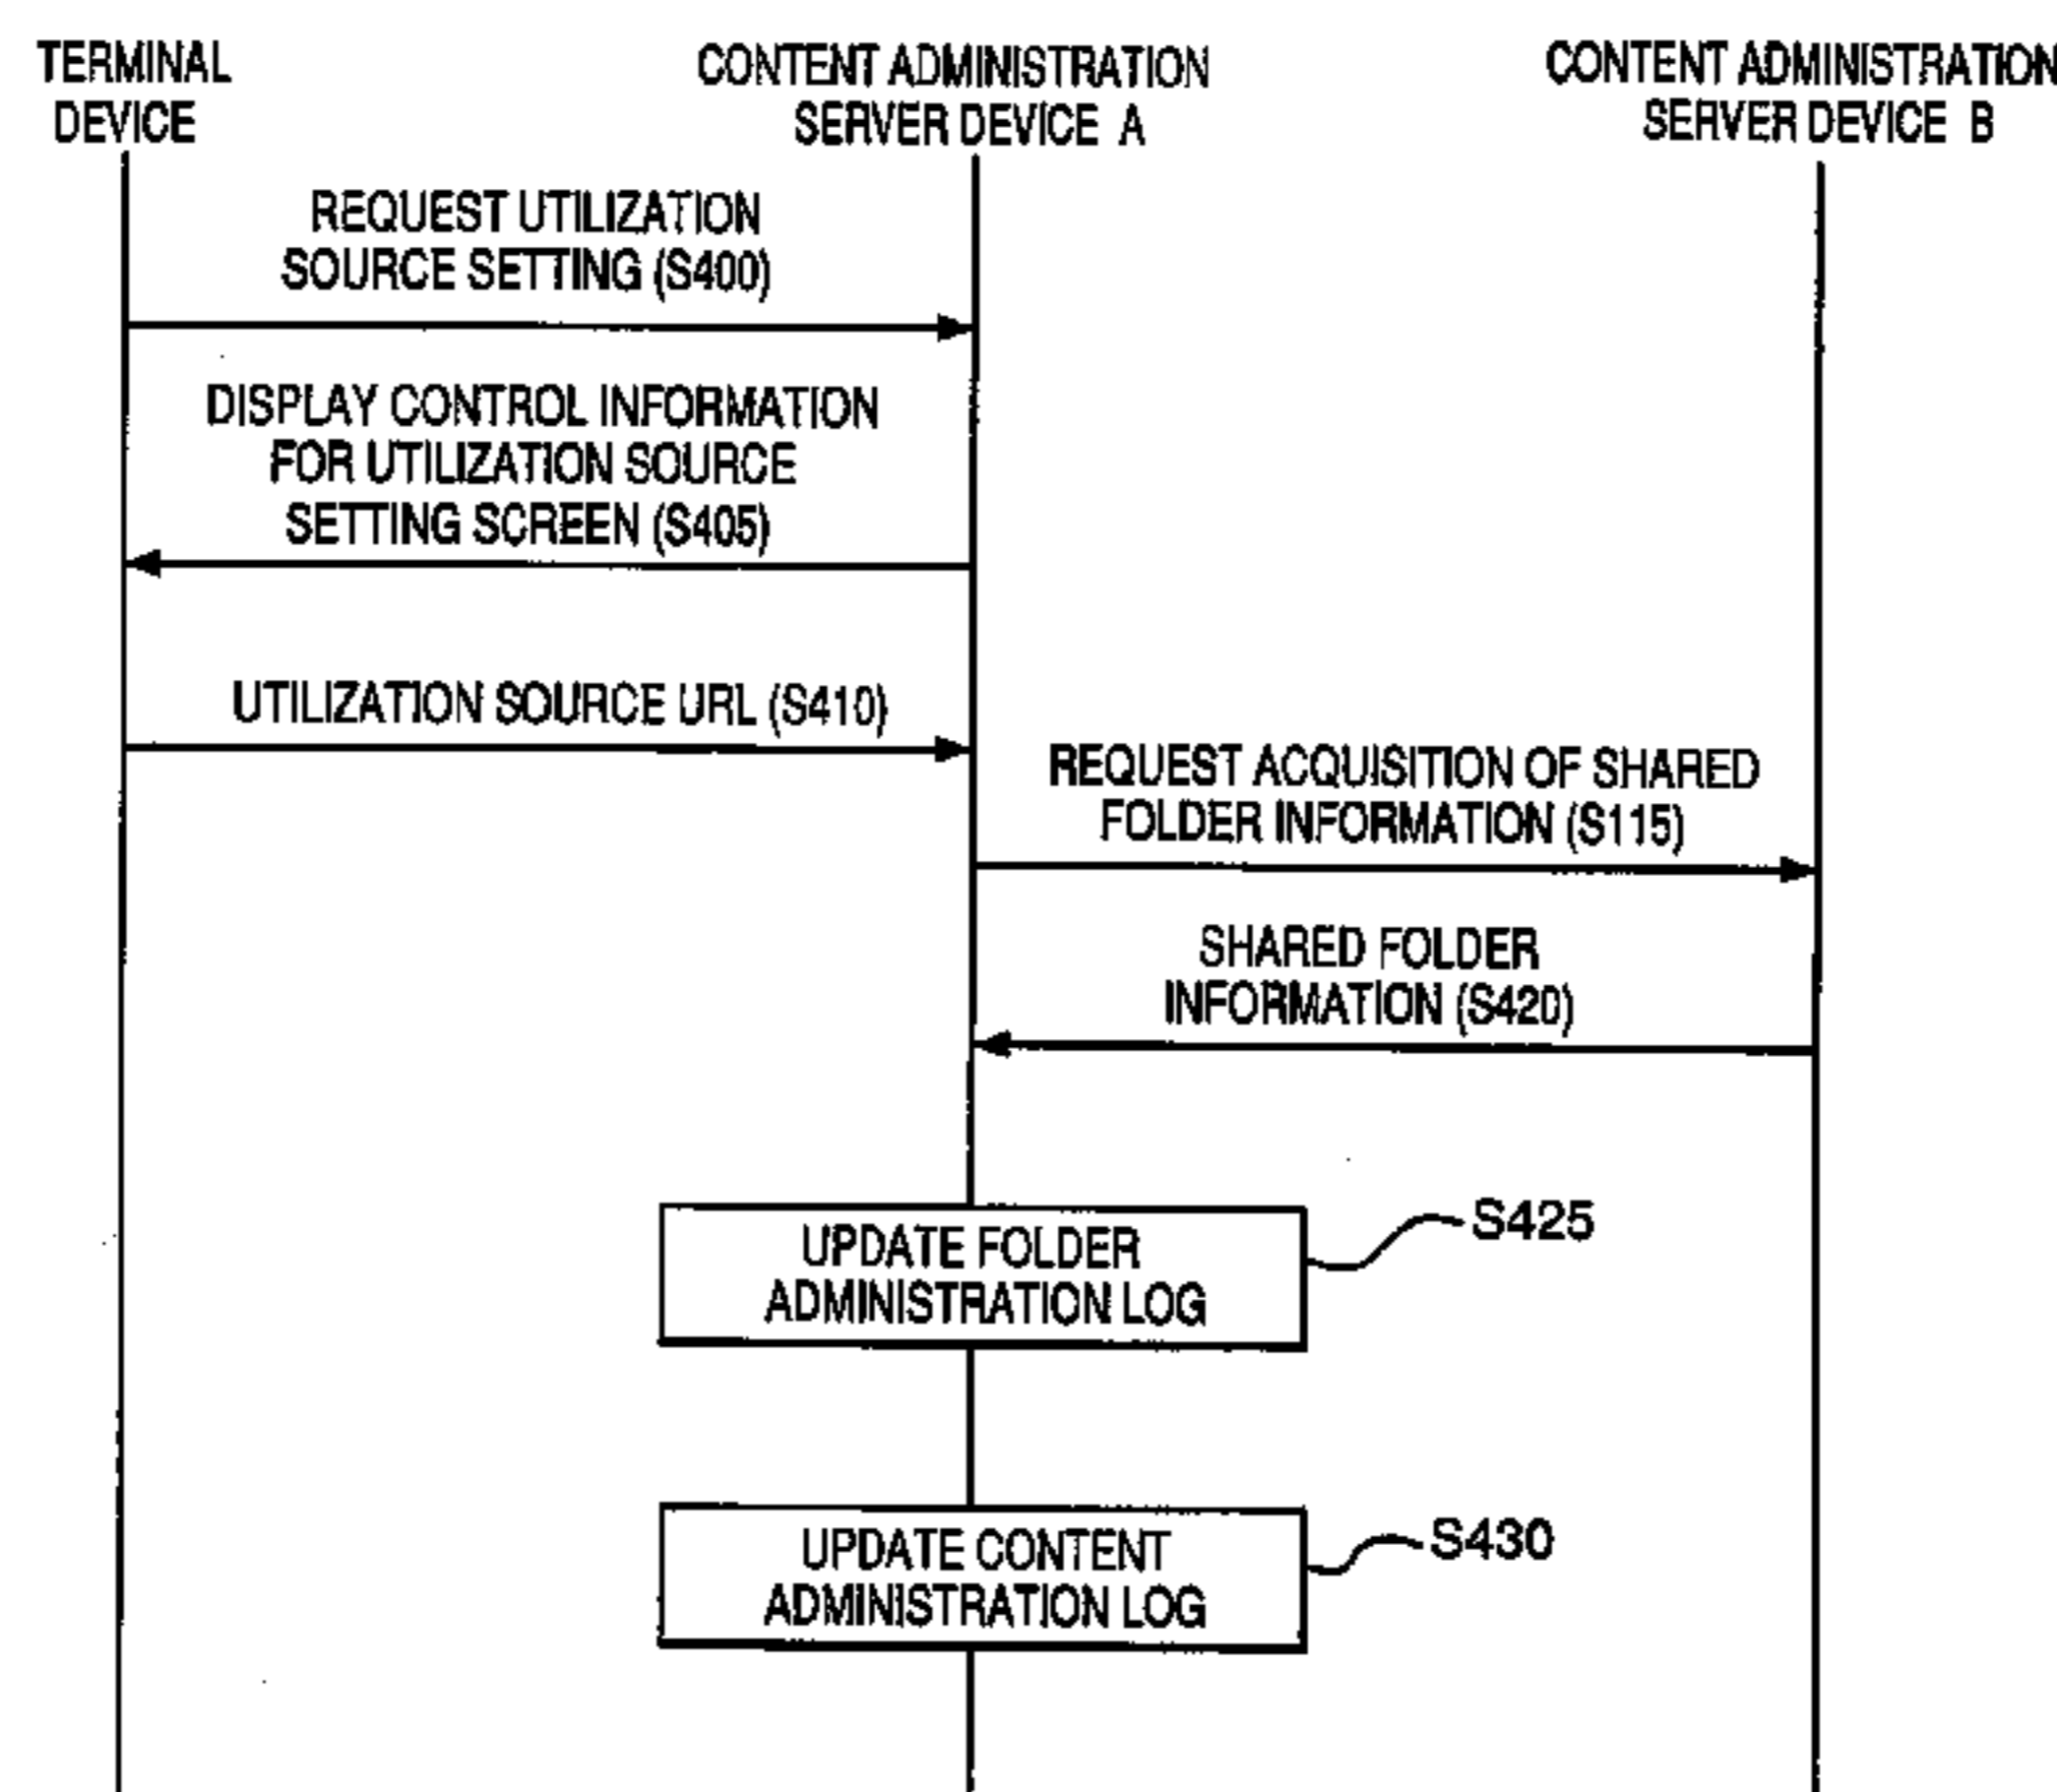 TERMINAL
DEVICE
CONTENT ADMINISTRATION
SERVER DEVICE A
CONTENT ADMINISTRATION
SERVER DEVICE B
REQUEST UTILIZATION
SOURCE SETTING (S400)
DISPLAY CONTROL INFORMATION
FOR UTILIZATION SOURCE
SETTING SCREEN (S405)
UTILIZATION SOURCE URL (S410)
REQUEST ACQUISITION OF SHARED
FOLDER INFORMATION (S115)
SHARED FOLDER
INFORMATION (S420)
UPDATE FOLDER
ADMINISTRATION LOG
S425
UPDATE CONTENT
ADMINISTRATION LOG
S430